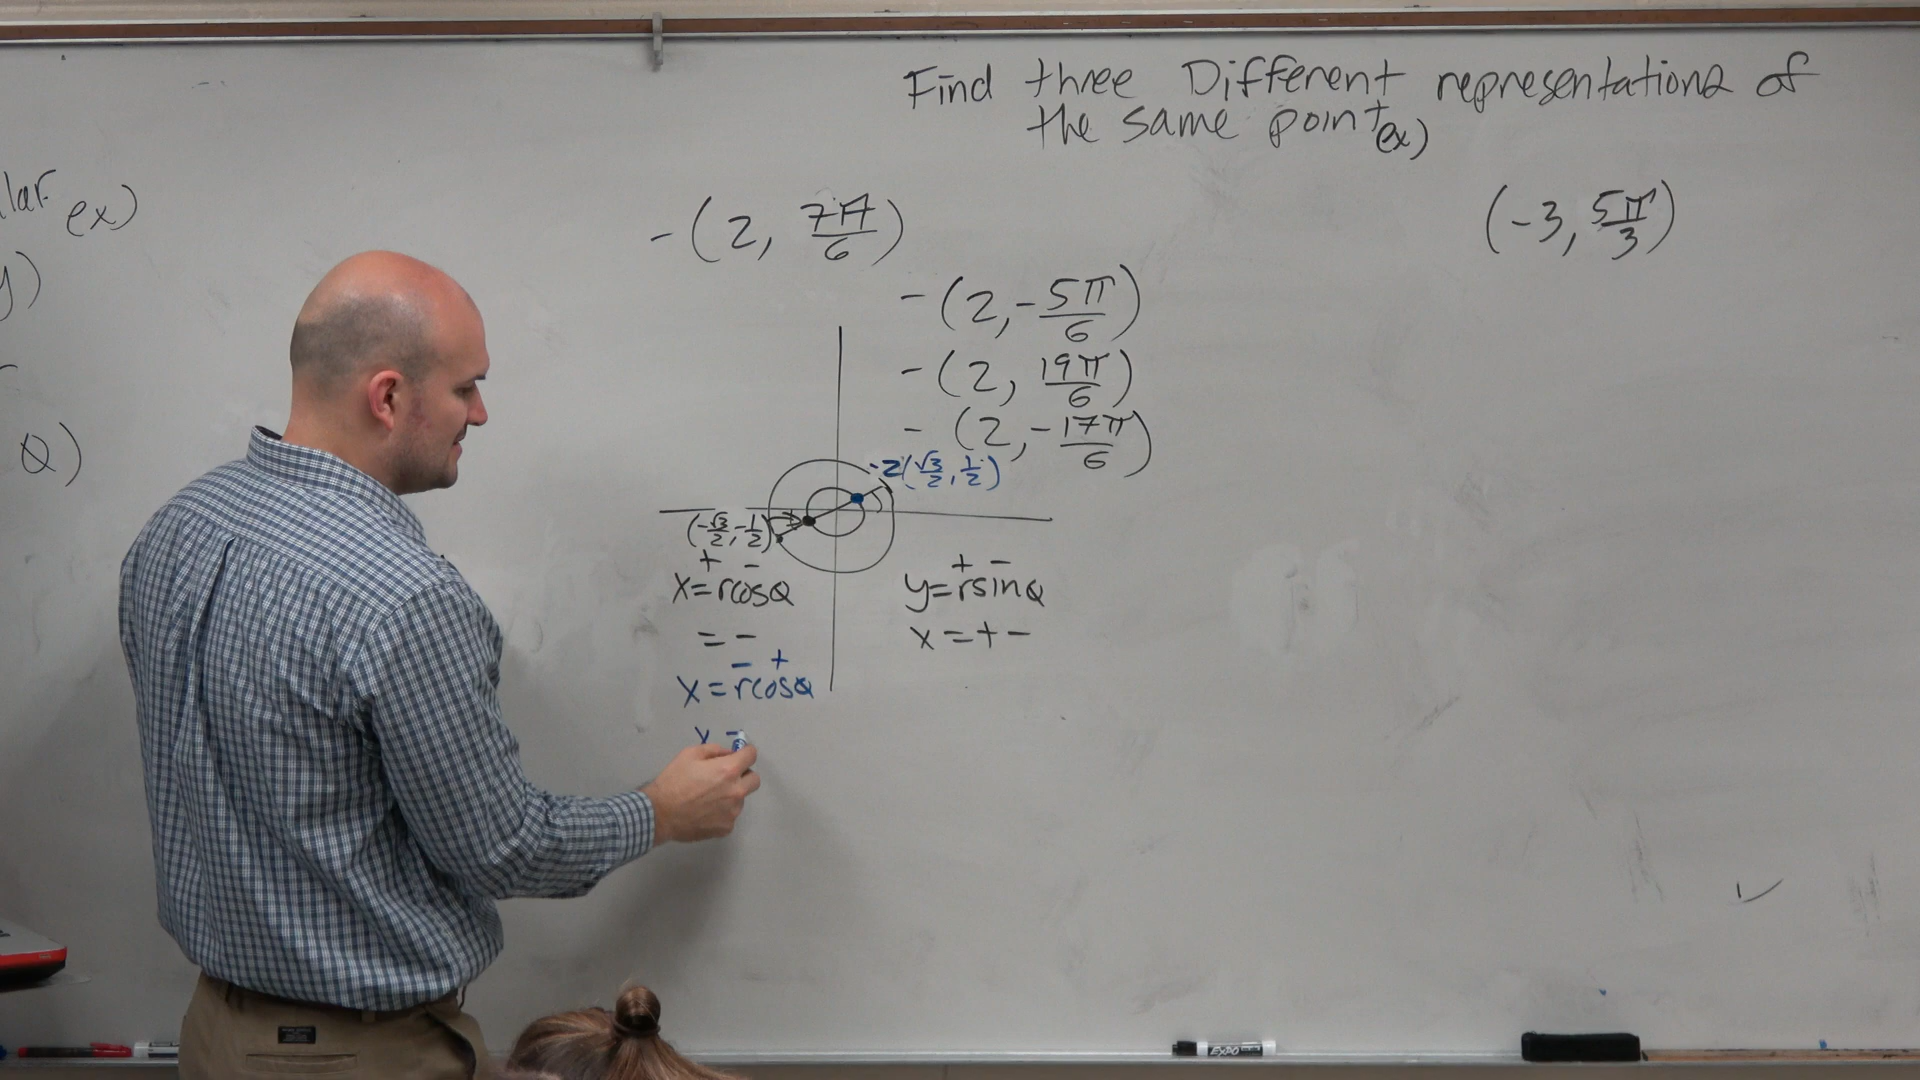 Find three Different representations of
the same point
ex)
lar ex)
y)
θ)
- (2, 7π/6)
(-3, 5π/3)
- (2, -5π/6)
- (2, 19π/6)
- (2, -17π/6)
-2(√3/2, 1/2)
(-√3/2, -1/2)
+ -
x=rcosθ
= -
- +
x=rcosθ
x =
+ -
y=rsinθ
x = + -
EXPO